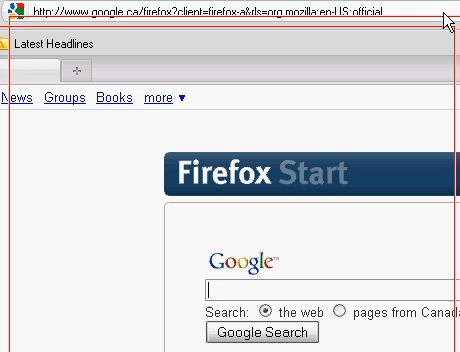 http://www.google.ca/firefox?client=firefox-a&rls=org.mozilla:en-US:official
Latest Headlines
News Groups Books more ▼
Firefox Start
Google™
Search: the web pages from Canada
Google Search